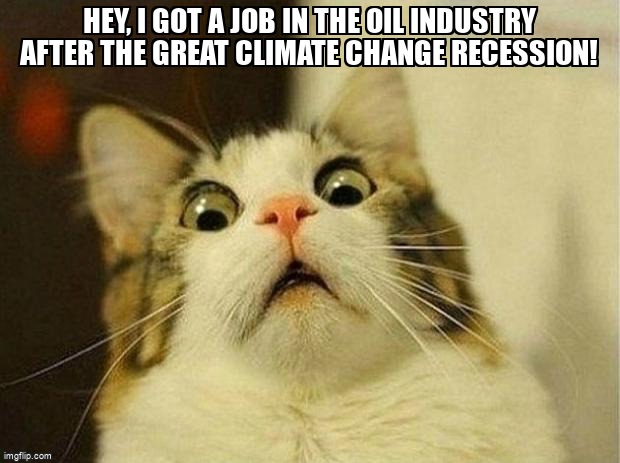 HEY, I GOT A JOB IN THE OIL INDUSTRY
AFTER THE GREAT CLIMATE CHANGE RECESSION!
imgflip.com